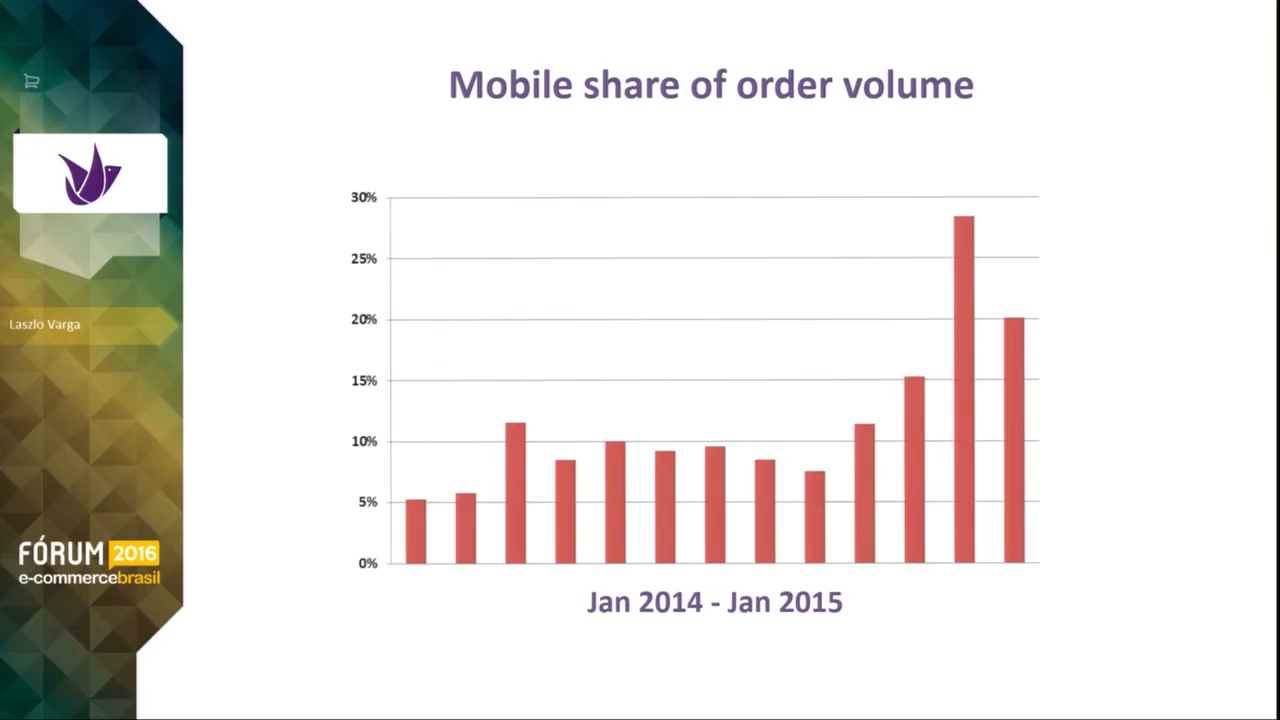 Mobile share of order volume
30%
25%
20%
15%
10%
5%
0%
Jan 2014 - Jan 2015
Laszlo Varga
FÓRUM 2016
e-commercebrasil